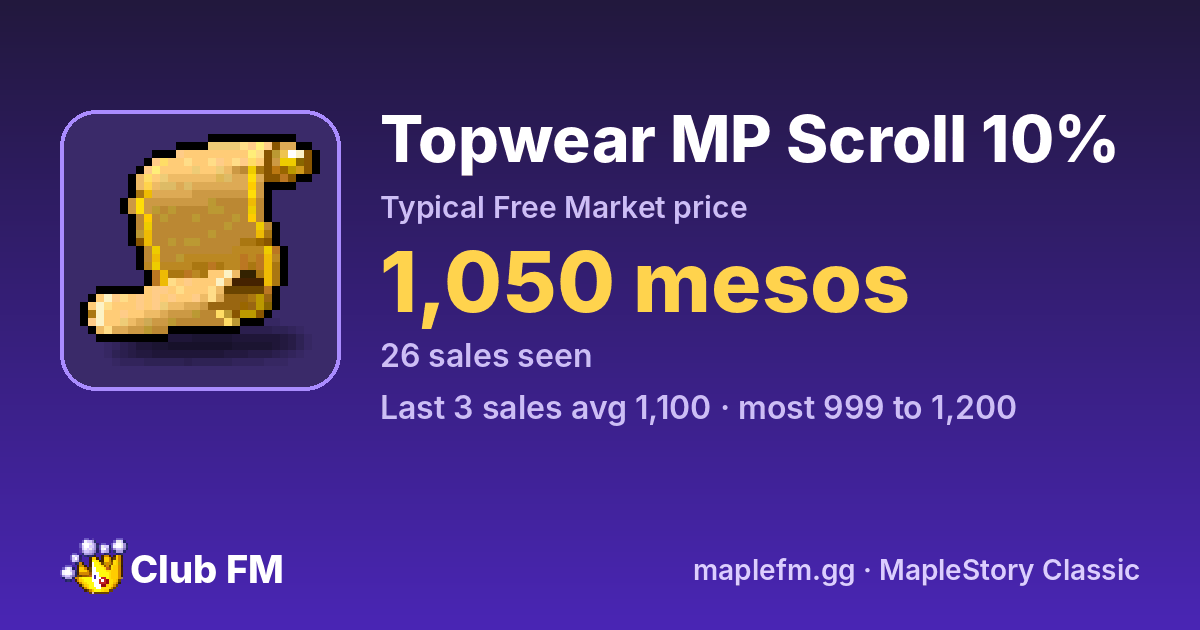 Topwear MP Scroll 10%
Typical Free Market price
1,050 mesos
26 sales seen
Last 3 sales avg 1,100 · most 999 to 1,200
Club FM
maplefm.gg · MapleStory Classic